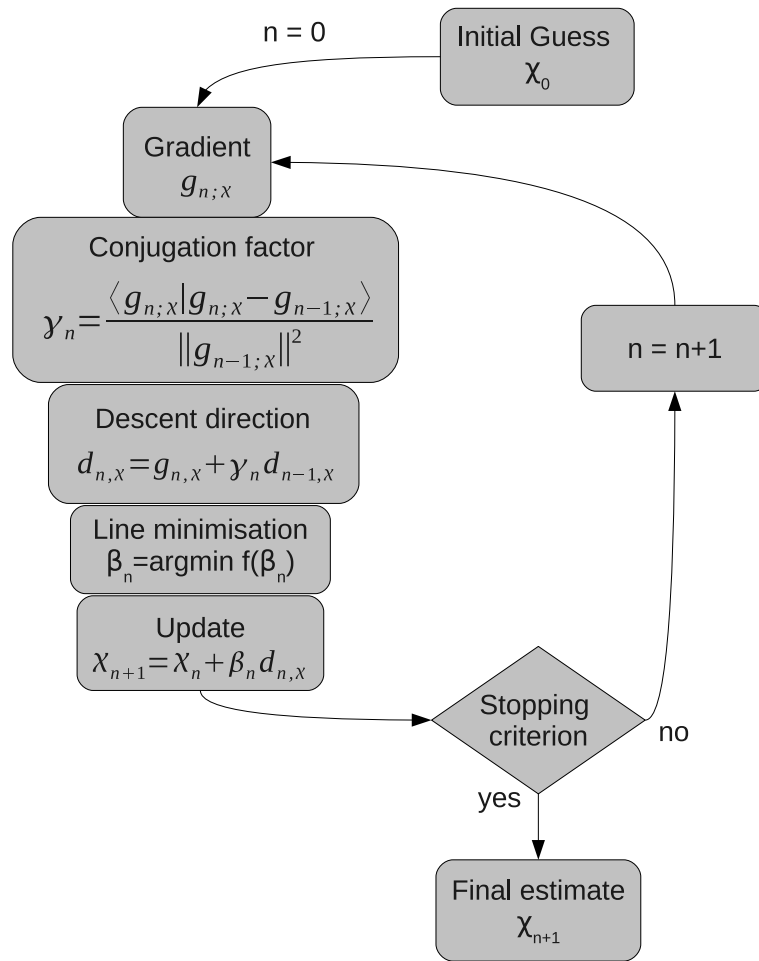 n = 0
Initial Guess
χ₀
Gradient
g_{n;x}
Conjugation factor
γ_n = ⟨g_{n;x}|g_{n;x} − g_{n−1;x}⟩ / ‖g_{n−1;x}‖²
n = n+1
Descent direction
d_{n,x} = g_{n,x} + γ_n d_{n−1,x}
Line minimisation
β_n=argmin f(β_n)
Update
χ_{n+1} = χ_n + β_n d_{n,x}
Stopping
criterion
no
yes
Final estimate
χ_{n+1}